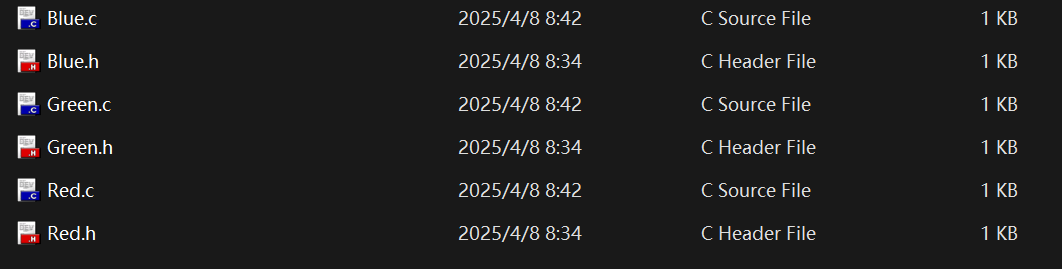 Blue.c 2025/4/8 8:42 C Source File 1 KB
Blue.h 2025/4/8 8:34 C Header File 1 KB
Green.c 2025/4/8 8:42 C Source File 1 KB
Green.h 2025/4/8 8:34 C Header File 1 KB
Red.c 2025/4/8 8:42 C Source File 1 KB
Red.h 2025/4/8 8:34 C Header File 1 KB